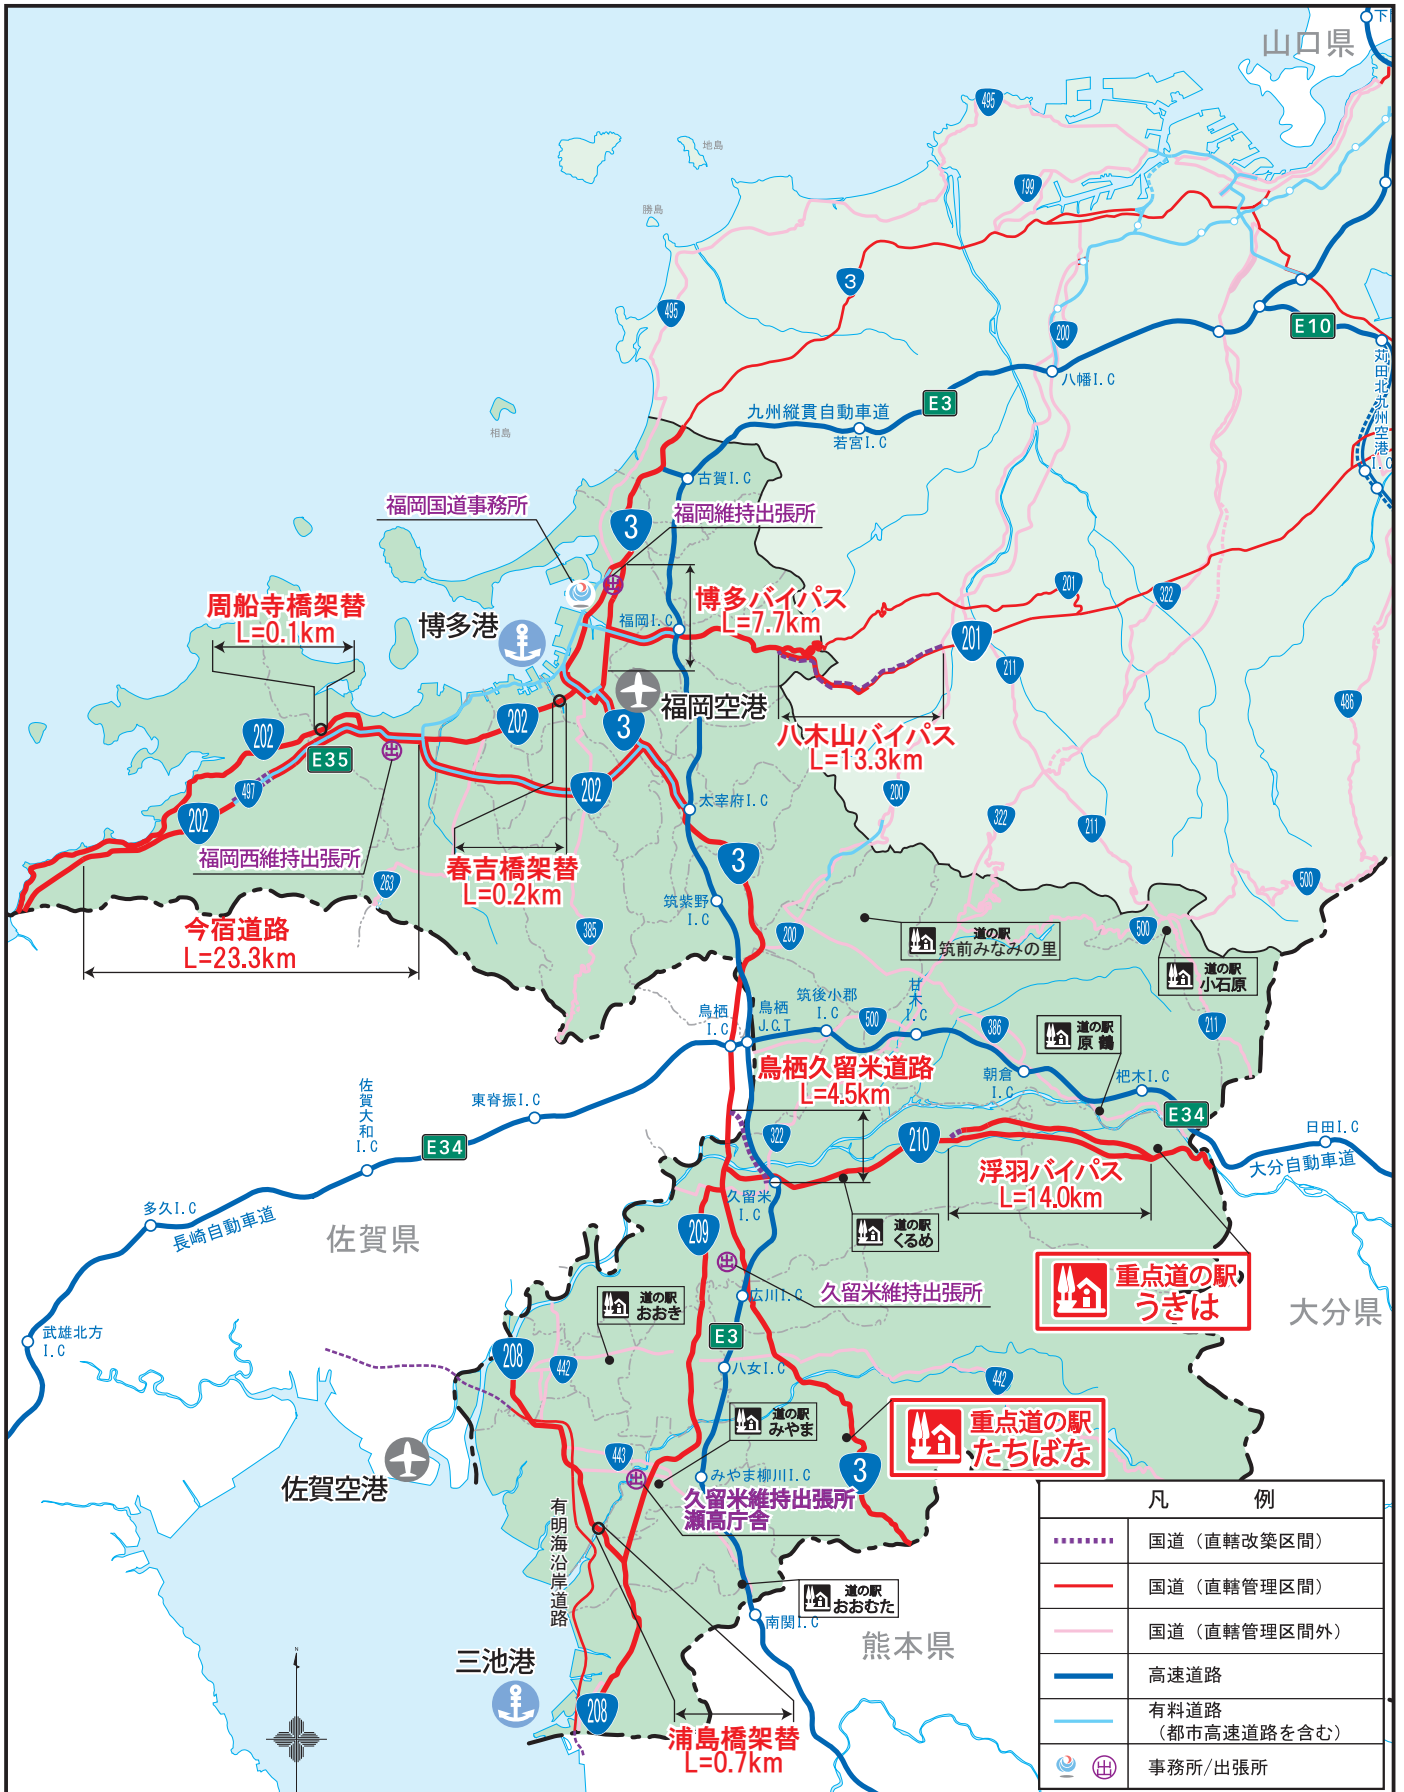 山口県
下
495
地島
199
勝島
3
495
200
E10
苅田北九州空港I.C
八幡I.C
E3
九州縦貫自動車道
若宮I.C
相島
古賀I.C
福岡国道事務所
福岡維持出張所
3
出
201
322
周船寺橋架替
L=0.1km
博多港
福岡I.C
博多バイパス
L=7.7km
201
211
福岡空港
486
202
202
3
八木山バイパス
L=13.3km
E35
出
497
202
202
200
太宰府I.C
322
211
福岡西維持出張所
春吉橋架替
L=0.2km
3
263
500
筑紫野
I.C
今宿道路
L=23.3km
385
200
道の駅
筑前みなみの里
500
道の駅
小石原
鳥栖
I.C
鳥栖
J.C.T
筑後小郡
I.C
500
甘木I.C
386
道の駅
原鶴
211
鳥栖久留米道路
L=4.5km
朝倉
I.C
杷木I.C
佐賀大和I.C
東脊振I.C
E34
E34
322
210
日田I.C
大分自動車道
浮羽バイパス
L=14.0km
多久I.C
長崎自動車道
佐賀県
久留米
I.C
209
道の駅
くるめ
出
久留米維持出張所
重点道の駅
うきは
大分県
道の駅
おおき
広川I.C
武雄北方
I.C
E3
208
442
八女I.C
442
道の駅
みやま
重点道の駅
たちばな
443
出
みやま柳川I.C
3
佐賀空港
久留米維持出張所
瀬高庁舎
有明海沿岸道路
道の駅
おおむた
南関I.C
熊本県
三池港
208
浦島橋架替
L=0.7km
N
凡例
国道（直轄改築区間）
国道（直轄管理区間）
国道（直轄管理区間外）
高速道路
有料道路
（都市高速道路を含む）
出
事務所/出張所